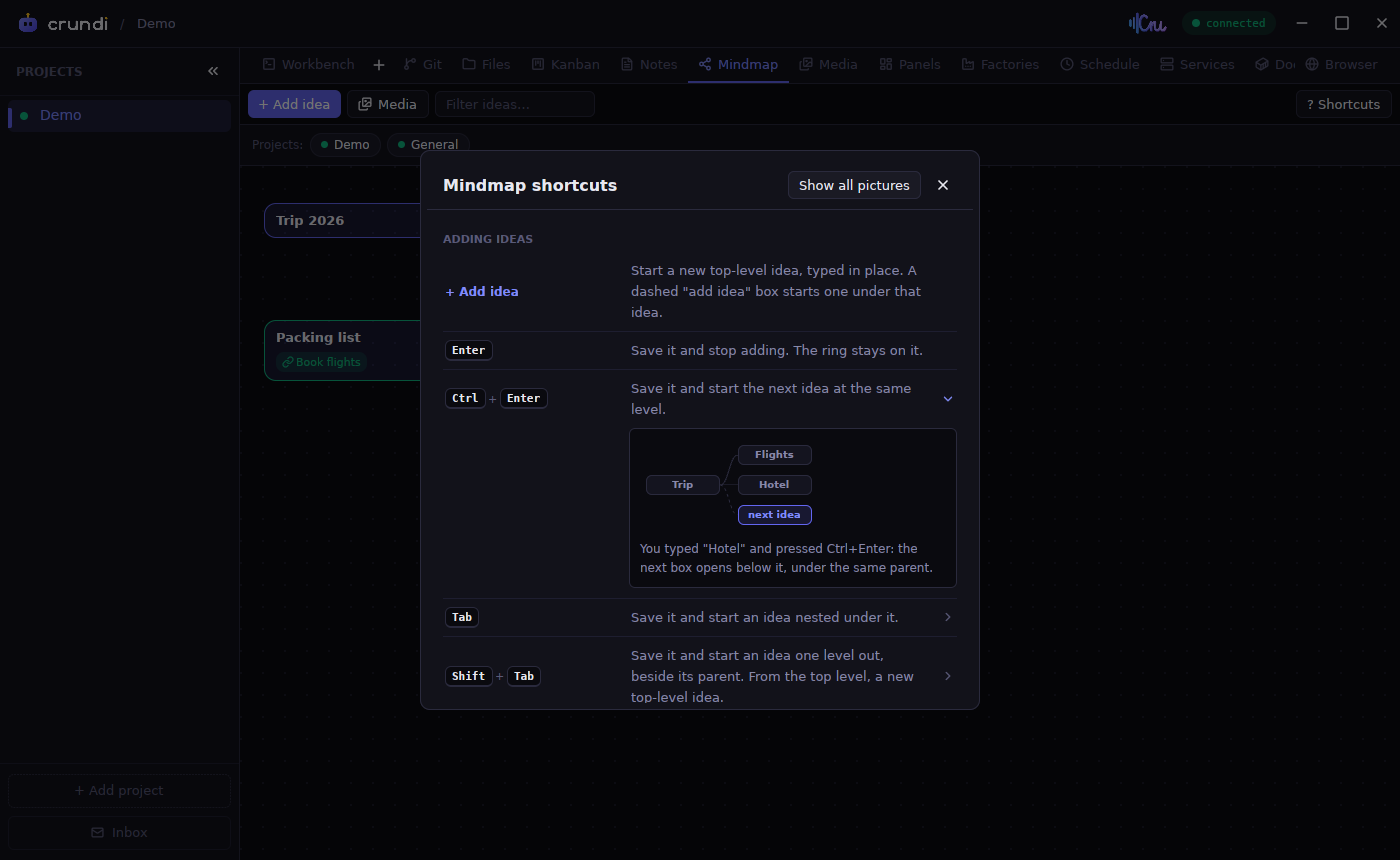 crundi / Demo
Cru
connected
PROJECTS
Demo
+ Add project
Inbox
Workbench
+
Git
Files
Kanban
Notes
Mindmap
Media
Panels
Factories
Schedule
Services
Browser
+ Add idea
Media
Filter ideas...
? Shortcuts
Projects:
Demo
General
Trip 2026
Packing list
Book flights
Mindmap shortcuts
Show all pictures
ADDING IDEAS
+ Add idea
Start a new top-level idea, typed in place. A
dashed "add idea" box starts one under that
idea.
Enter
Save it and stop adding. The ring stays on it.
Ctrl + Enter
Save it and start the next idea at the same
level.
Flights
Trip
Hotel
next idea
You typed "Hotel" and pressed Ctrl+Enter: the
next box opens below it, under the same parent.
Tab
Save it and start an idea nested under it.
Shift + Tab
Save it and start an idea one level out,
beside its parent. From the top level, a new
top-level idea.